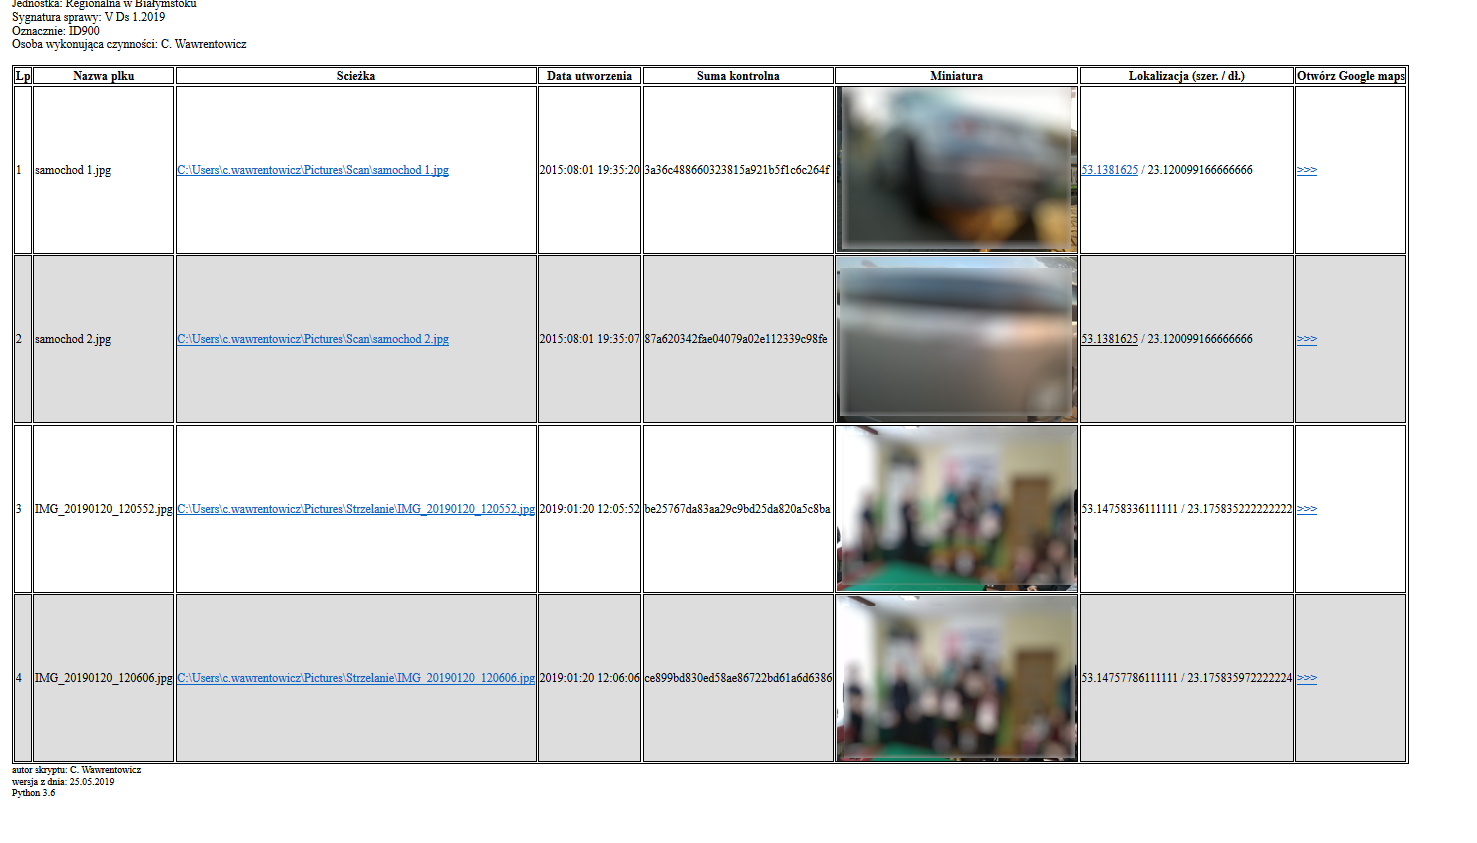 Jednostka: Regionalna w Białymstoku
Sygnatura sprawy: V Ds 1.2019
Oznacznie: ID900
Osoba wykonująca czynności: C. Wawrentowicz
Lp Nazwa plku Scieżka Data utworzenia Suma kontrolna Miniatura Lokalizacja (szer. / dł.) Otwórz Google maps
1 samochod 1.jpg C:\Users\c.wawrentowicz\Pictures\Scan\samochod 1.jpg 2015:08:01 19:35:20 3a36c488660323815a921b5f1c6c264f 53.1381625 / 23.120099166666666 >>>
2 samochod 2.jpg C:\Users\c.wawrentowicz\Pictures\Scan\samochod 2.jpg 2015:08:01 19:35:07 87a620342fae04079a02e112339c98fe 53.1381625 / 23.120099166666666 >>>
3 IMG_20190120_120552.jpg C:\Users\c.wawrentowicz\Pictures\Strzelanie\IMG_20190120_120552.jpg 2019:01:20 12:05:52 be25767da83aa29c9bd25da820a5c8ba 53.14758336111111 / 23.175835222222222 >>>
4 IMG_20190120_120606.jpg C:\Users\c.wawrentowicz\Pictures\Strzelanie\IMG_20190120_120606.jpg 2019:01:20 12:06:06 ce899bd830ed58ae86722bd61a6d6386 53.14757786111111 / 23.175835972222224 >>>
autor skryptu: C. Wawrentowicz
wersja z dnia: 25.05.2019
Python 3.6